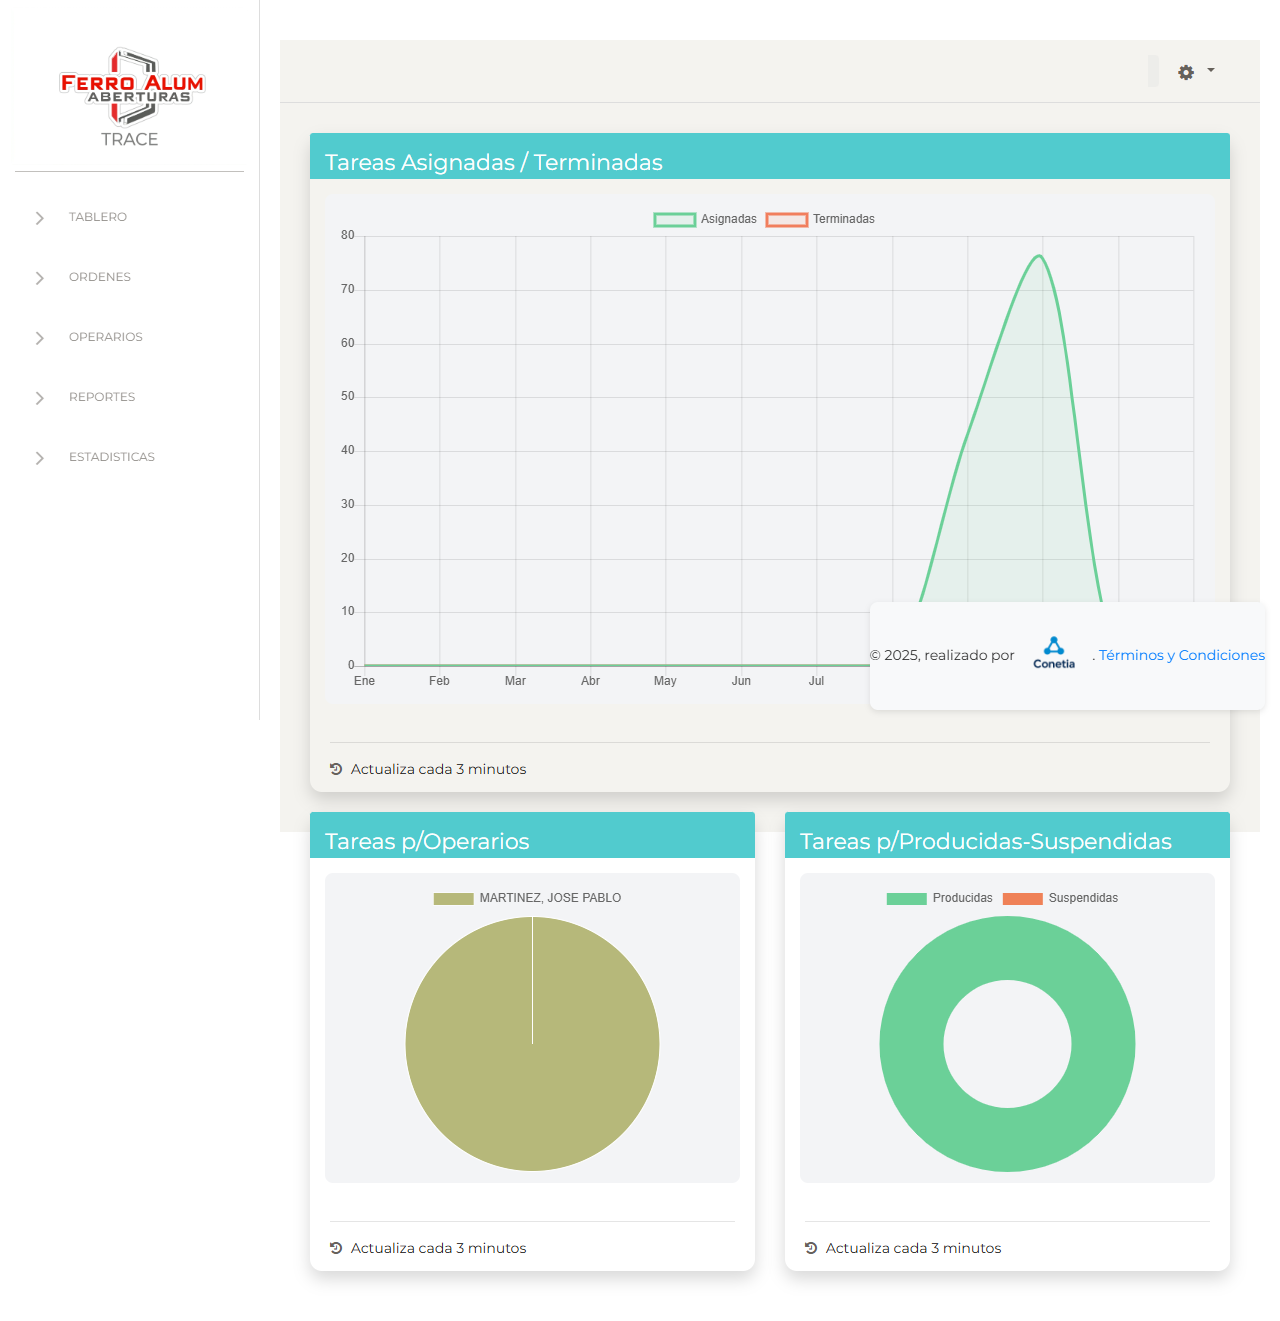 FERRO ALUM
ABERTURAS
TRACE
TABLERO
ORDENES
OPERARIOS
REPORTES
ESTADISTICAS
Tareas Asignadas / Terminadas
Asignadas Terminadas
80
70
60
50
40
30
20
10
0
Ene Feb Mar Abr May Jun Jul
© 2025, realizado por Conetia . Términos y Condiciones
Actualiza cada 3 minutos
Tareas p/Operarios
MARTINEZ, JOSE PABLO
Actualiza cada 3 minutos
Tareas p/Producidas-Suspendidas
Producidas Suspendidas
Actualiza cada 3 minutos